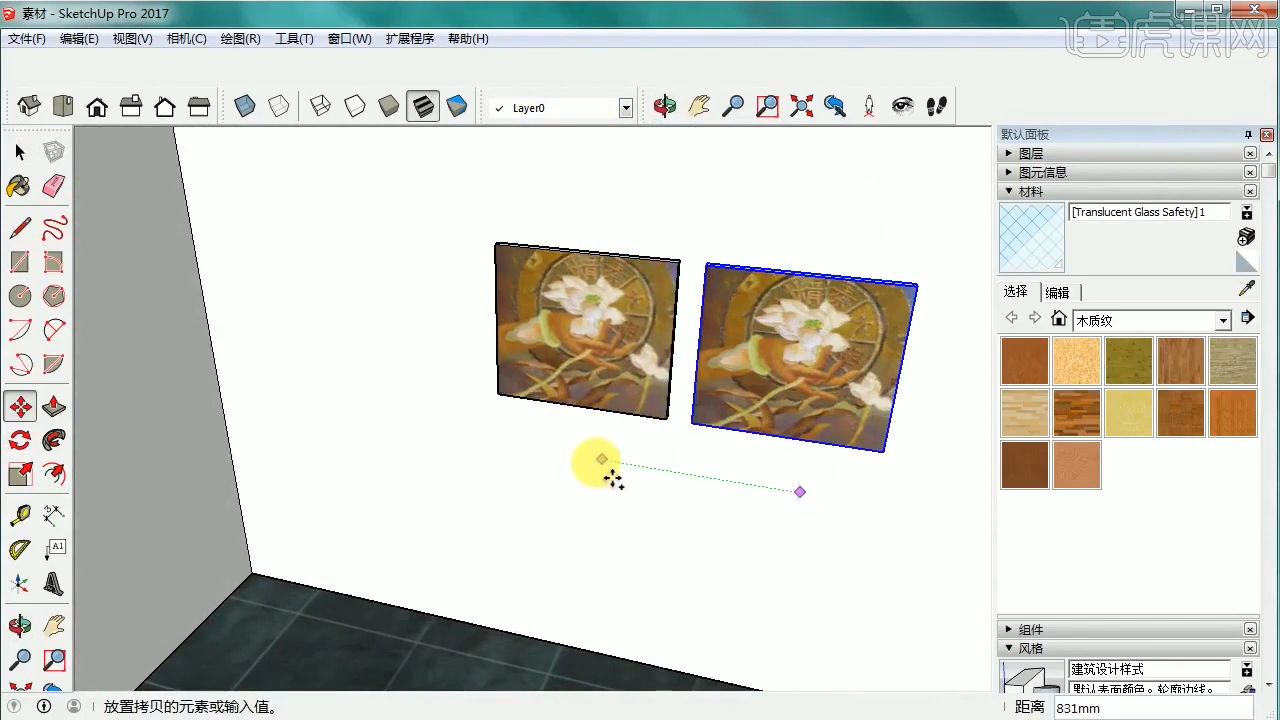 素材 - SketchUp Pro 2017
虎课网
文件(F) 编辑(E) 视图(V) 相机(C) 绘图(R) 工具(T) 窗口(W) 扩展程序 帮助(H)
Layer0
默认面板
图层
图元信息
材料
[Translucent Glass Safety]1
选择 编辑
木质纹
A1
组件
风格
建筑设计样式
默认表面颜色。轮廓边线。
放置拷贝的元素或输入值。
距离 831mm